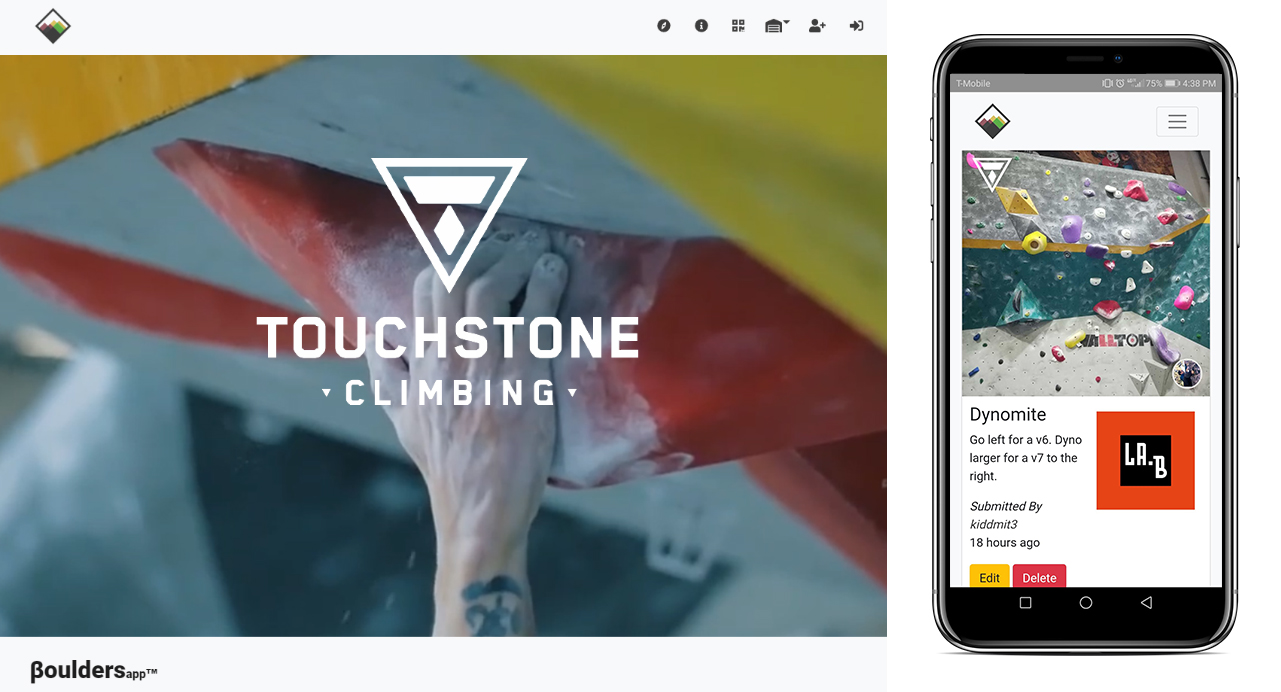 TOUCHSTONE
CLIMBING
βouldersapp™
T-Mobile
75% 4:38 PM
WALLTOPI
Dynomite
Go left for a v6. Dyno
larger for a v7 to the
right.
Submitted By
kiddmit3
18 hours ago
LA.B
Edit
Delete